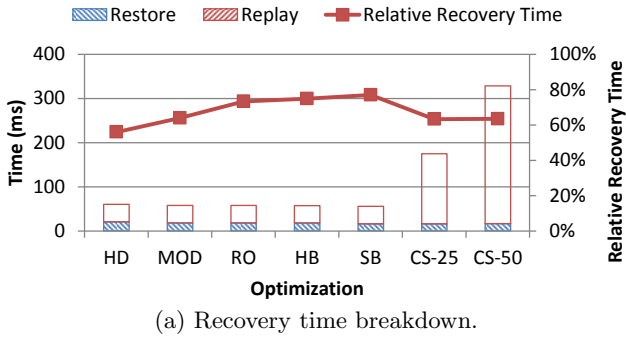 Restore Replay Relative Recovery Time
400 100%
300 80%
60%
200
40%
100
20%
0 0%
Time (ms)
Relative Recovery Time
HD MOD RO HB SB CS-25 CS-50
Optimization
(a) Recovery time breakdown.